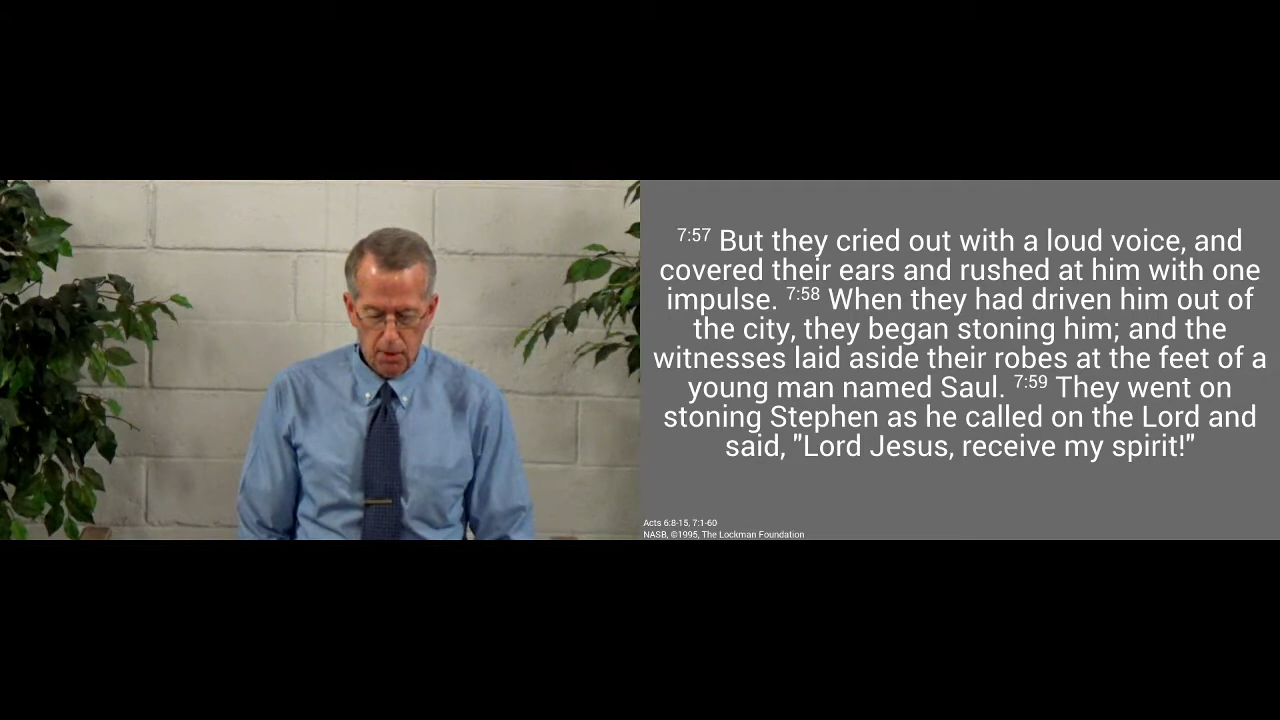 7:57 But they cried out with a loud voice, and
covered their ears and rushed at him with one
impulse. 7:58 When they had driven him out of
the city, they began stoning him; and the
witnesses laid aside their robes at the feet of a
young man named Saul. 7:59 They went on
stoning Stephen as he called on the Lord and
said, "Lord Jesus, receive my spirit!"
Acts 6:8-15, 7:1-60
NASB, ©1995, The Lockman Foundation